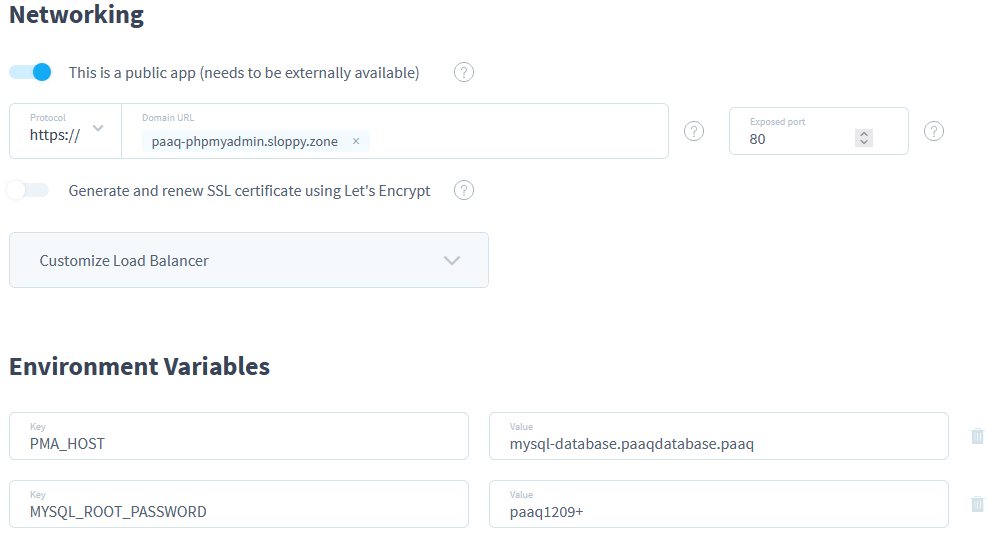 Networking
This is a public app (needs to be externally available) ?
Protocol
https://
Domain URL
paaq-phpmyadmin.sloppy.zone ×
?
Exposed port
80
?
Generate and renew SSL certificate using Let's Encrypt ?
Customize Load Balancer
Environment Variables
Key
PMA_HOST
Value
mysql-database.paaqdatabase.paaq
Key
MYSQL_ROOT_PASSWORD
Value
paaq1209+